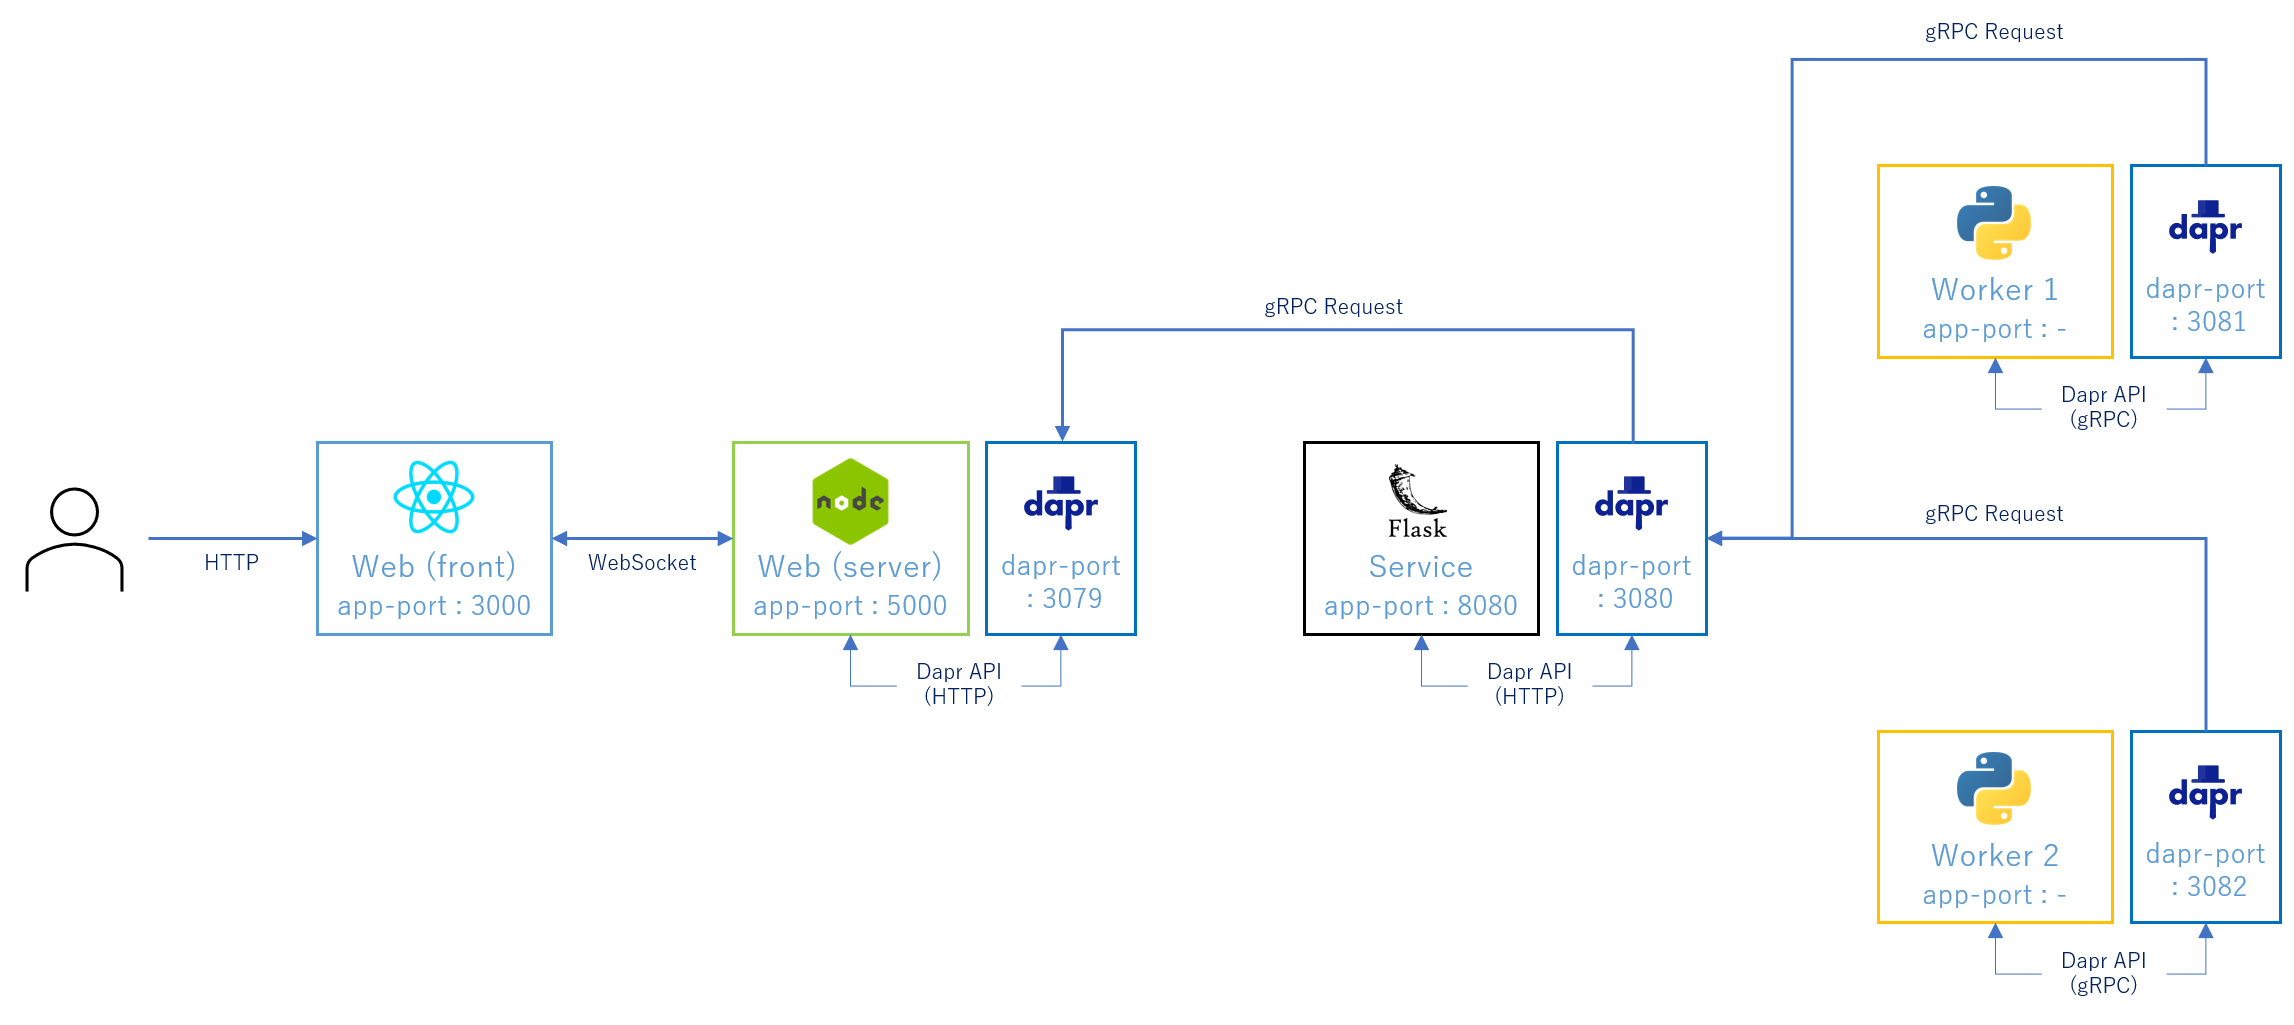 gRPC Request
dapr
Worker 1
app-port : -
dapr-port
: 3081
Dapr API
(gRPC)
gRPC Request
HTTP
Web (front)
app-port : 3000
WebSocket
node
Web (server)
app-port : 5000
dapr
dapr-port
: 3079
Dapr API
(HTTP)
Flask
Service
app-port : 8080
dapr
dapr-port
: 3080
Dapr API
(HTTP)
gRPC Request
dapr
Worker 2
app-port : -
dapr-port
: 3082
Dapr API
(gRPC)